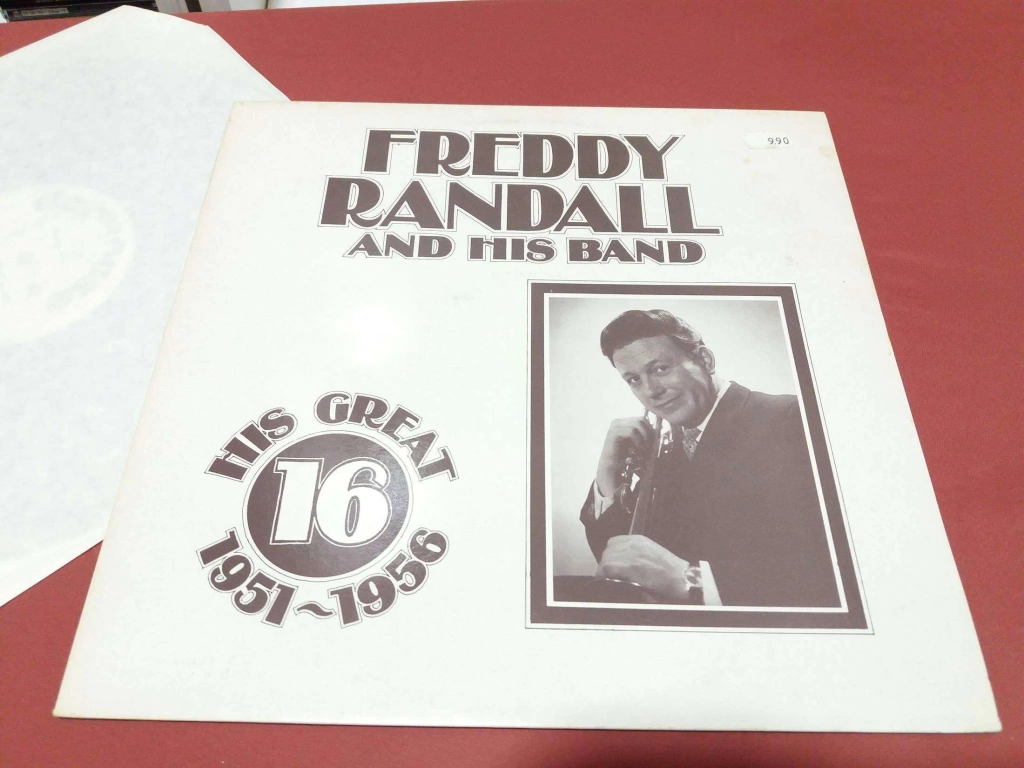 FREDDY
RANDALL
AND HIS BAND
990
HIS GREAT
16
1951~1956